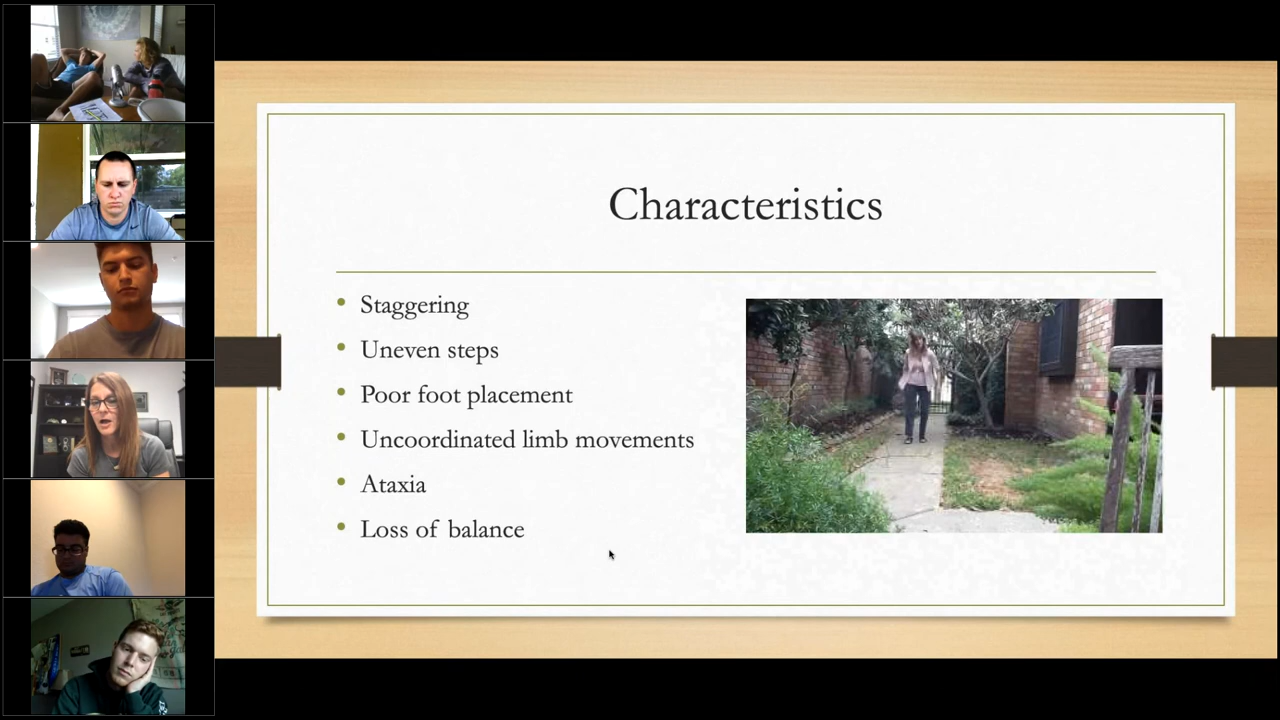 Characteristics
Staggering
Uneven steps
Poor foot placement
Uncoordinated limb movements
Ataxia
Loss of balance